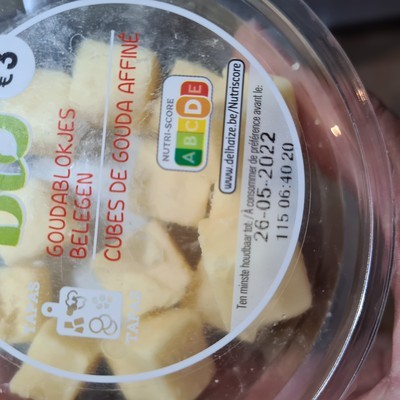 €3
BIO
GOUDABLOKJES
BELEGEN
CUBES DE GOUDA AFFINÉ
TAPAS
TAPAS
NUTRI-SCORE
A B C D E
www.delhaize.be/Nutriscore
Ten minste houdbaar tot: / À consommer de préférence avant le:
26-05-2022
115 06:40 20